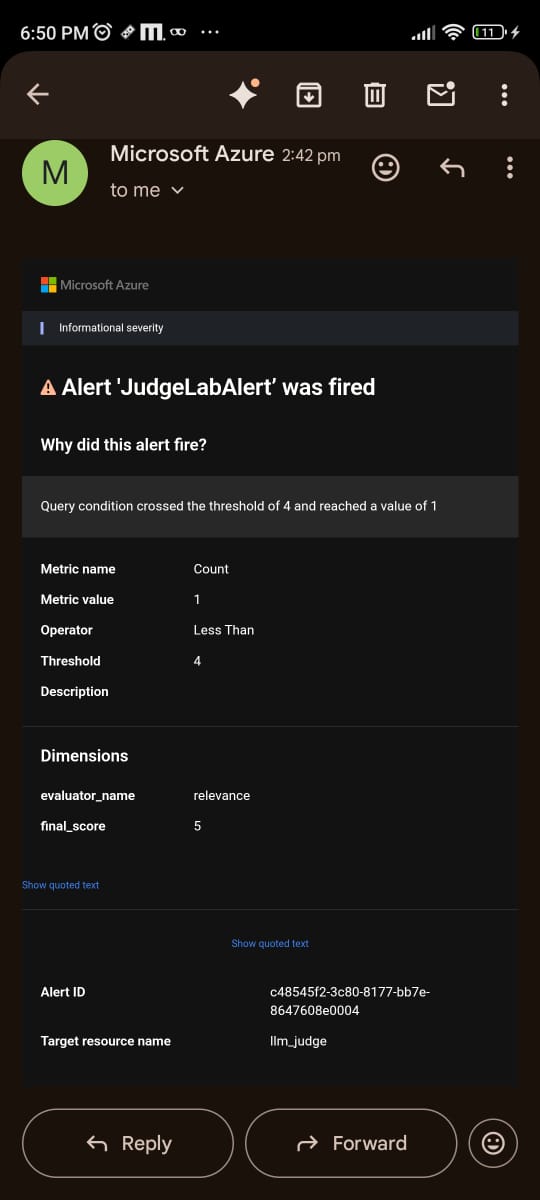 6:50 PM
11
Microsoft Azure 2:42 pm
M
to me
Microsoft Azure
Informational severity
Alert 'JudgeLabAlert’ was fired
Why did this alert fire?
Query condition crossed the threshold of 4 and reached a value of 1
Metric name Count
Metric value 1
Operator Less Than
Threshold 4
Description
Dimensions
evaluator_name relevance
final_score 5
Show quoted text
Show quoted text
Alert ID c48545f2-3c80-8177-bb7e-
8647608e0004
Target resource name llm_judge
Reply Forward